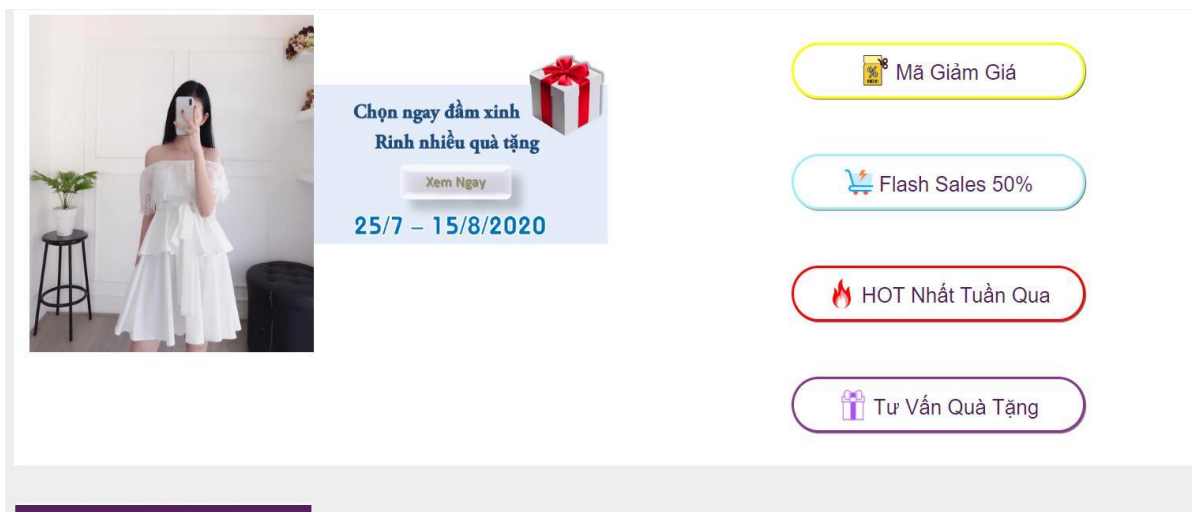 Chọn ngay đầm xinh
Rinh nhiều quà tặng
Xem Ngay
25/7 – 15/8/2020
Mã Giảm Giá
Flash Sales 50%
HOT Nhất Tuần Qua
Tư Vấn Quà Tặng